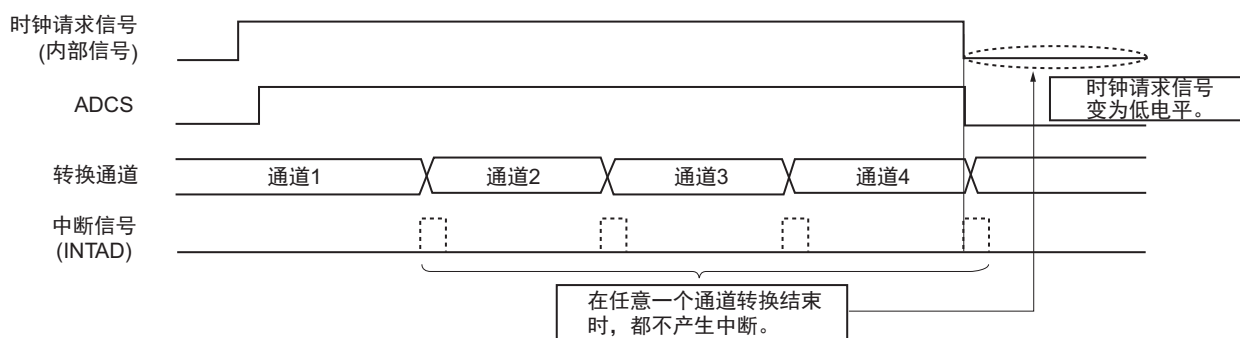 时钟请求信号
(内部信号)
时钟请求信号
变为低电平。
ADCS
转换通道
通道1
通道2
通道3
通道4
中断信号
(INTAD)
在任意一个通道转换结束
时，都不产生中断。